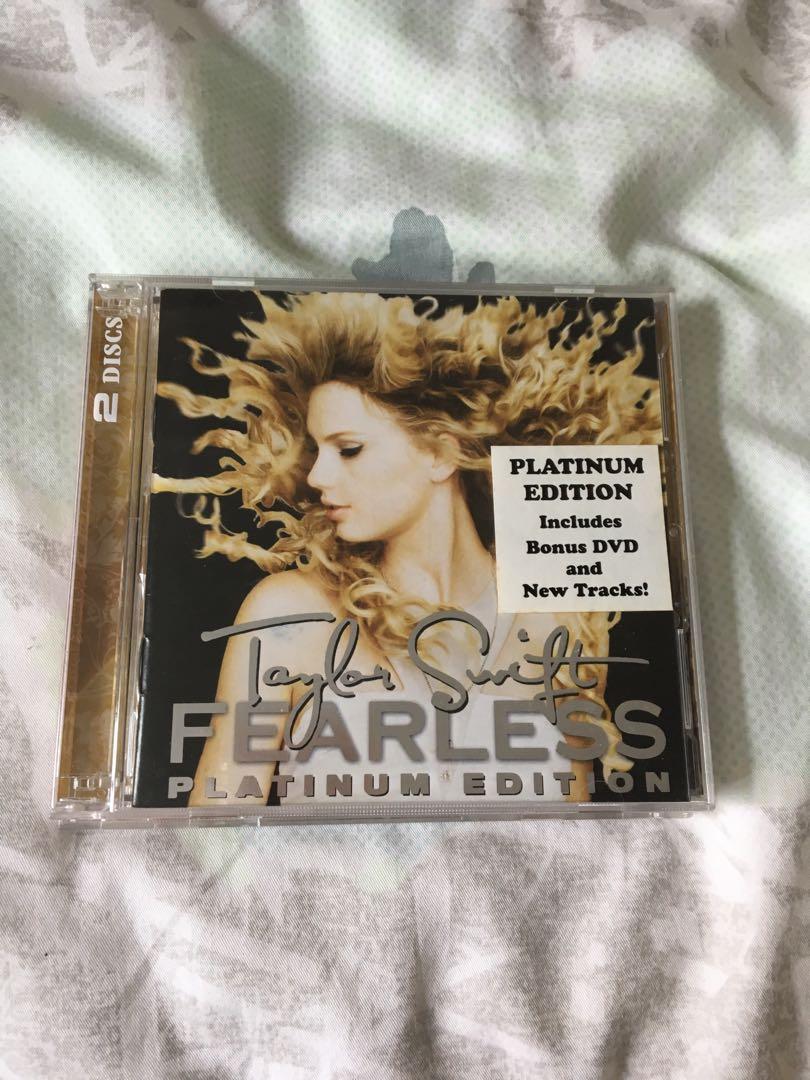 2 DISCS
PLATINUM
EDITION
Includes
Bonus DVD
and
New Tracks!
Taylor Swift
FEARLESS
PLATINUM EDITION